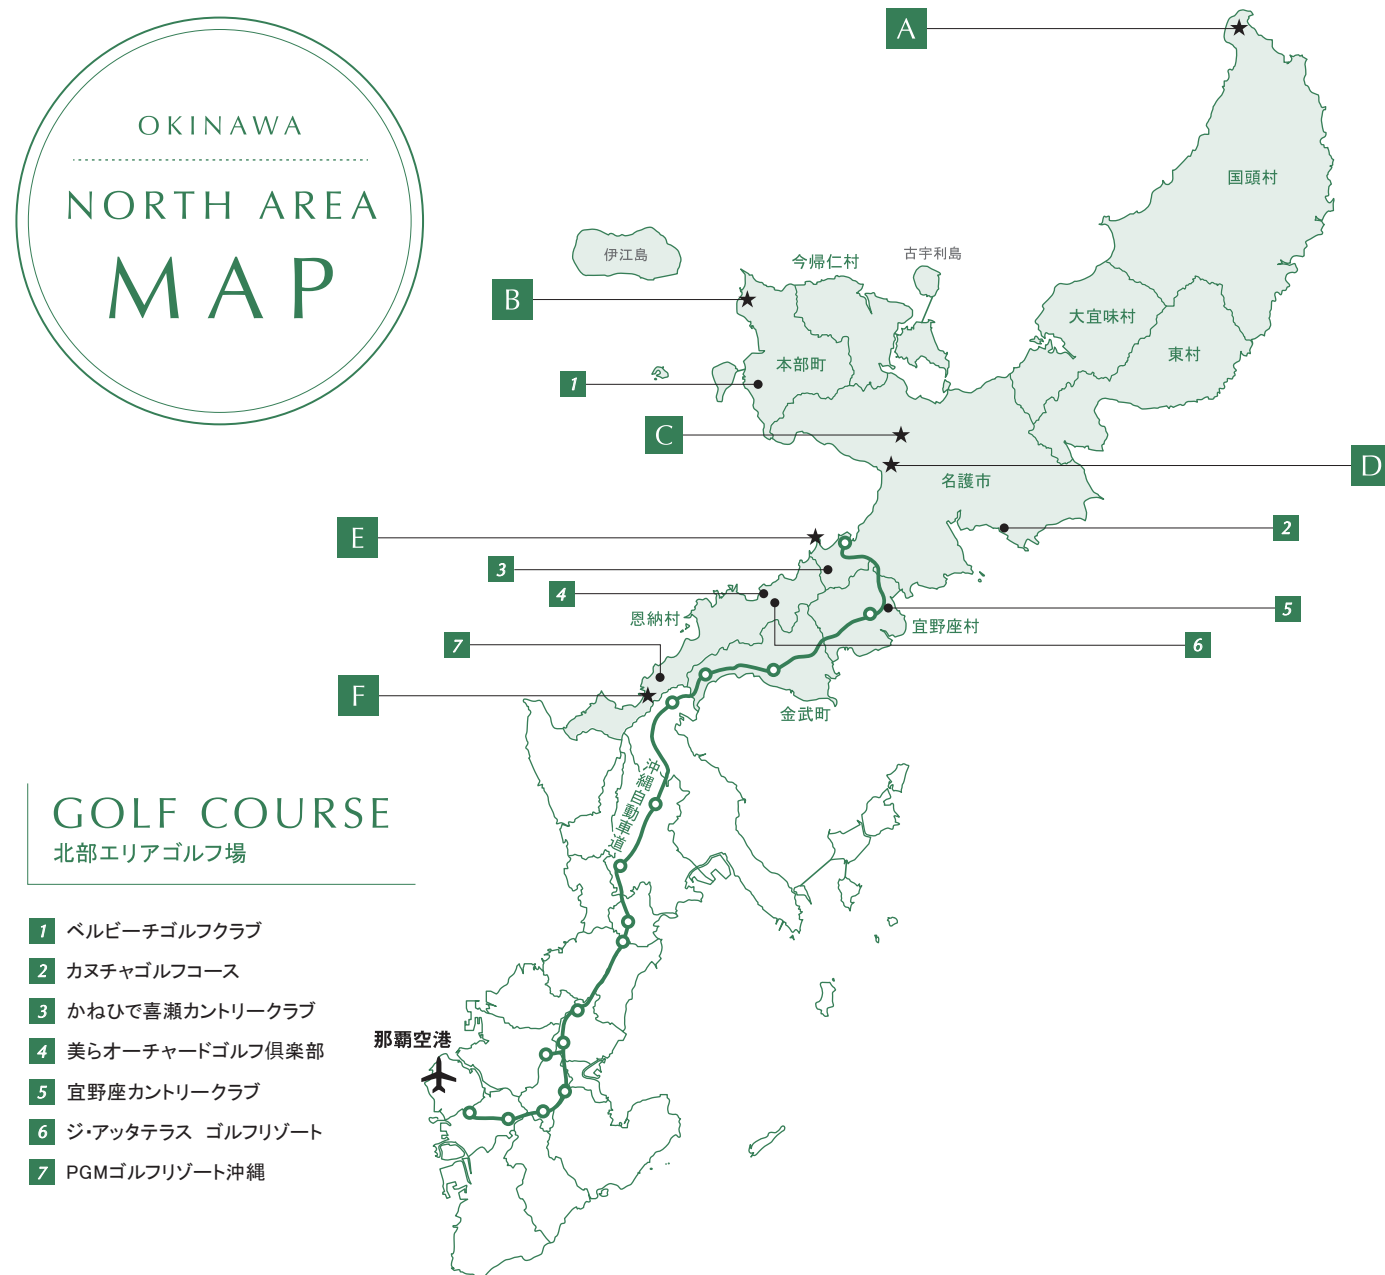 OKINAWA
NORTH AREA
MAP
A
国頭村
伊江島
今帰仁村
古宇利島
B
大宜味村
東村
本部町
1
C
D
名護市
2
E
3
4
恩納村
宜野座村
5
7
6
F
金武町
沖縄自動車道
GOLF COURSE
北部エリアゴルフ場
1 ベルビーチゴルフクラブ
2 カヌチャゴルフコース
3 かねひで喜瀬カントリークラブ
4 美らオーチャードゴルフ倶楽部
5 宜野座カントリークラブ
6 ジ・アッタテラス ゴルフリゾート
7 PGMゴルフリゾート沖縄
那覇空港